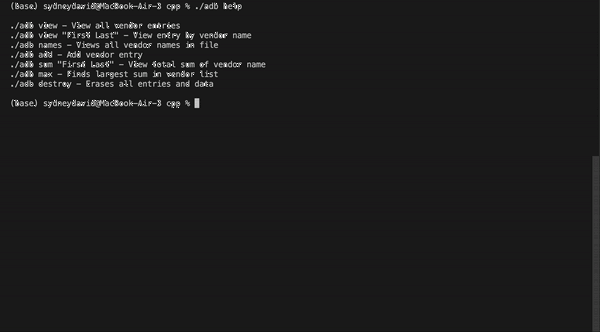 (base) sydneydavid@MacBook-Air-3 cpp % ./adb help
./adb view - View all vendor entries
./adb view "First Last" - View entry by vendor name
./adb names - Views all vendor names in file
./adb add - Add vendor entry
./adb sum "First Last" - View total sum of vendor name
./adb max - Finds largest sum in vendor list
./adb destroy - Erases all entries and data
(base) sydneydavid@MacBook-Air-3 cpp %